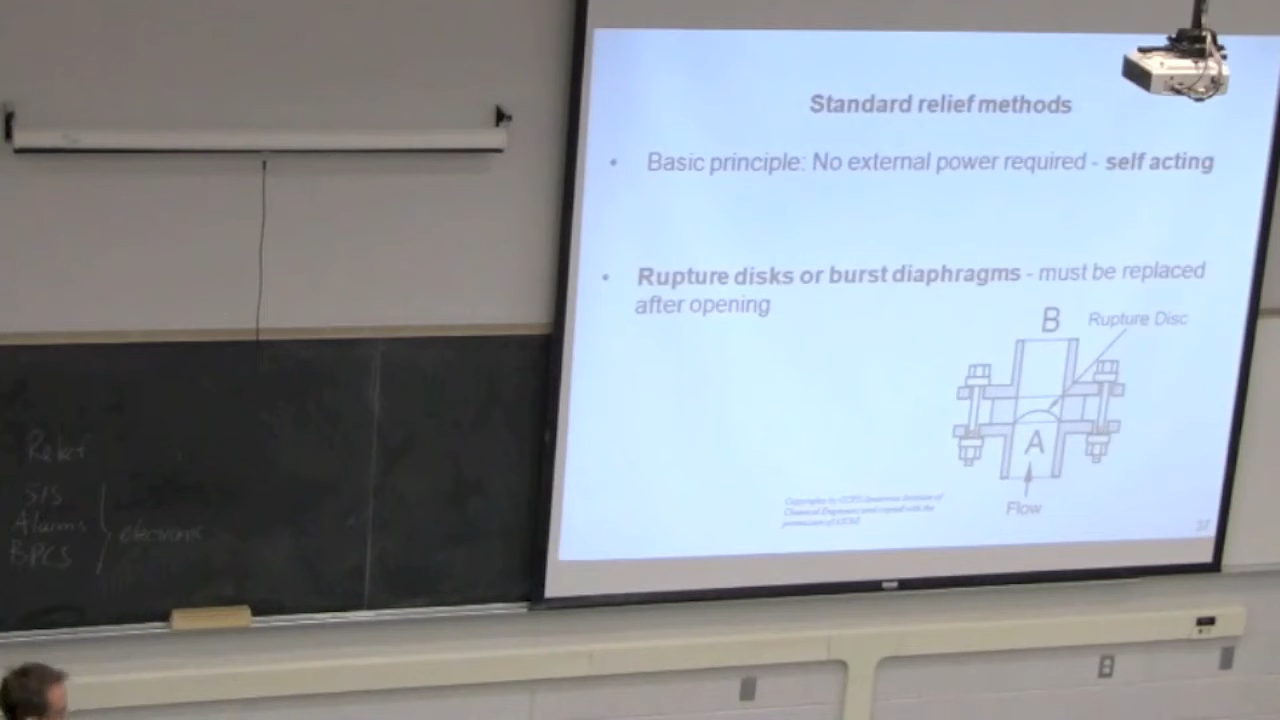 Standard relief methods
• Basic principle: No external power required - self acting
• Rupture disks or burst diaphragms - must be replaced
after opening
B
Rupture Disc
A
Flow
37
Relief
SIS
Alarms
BPCS